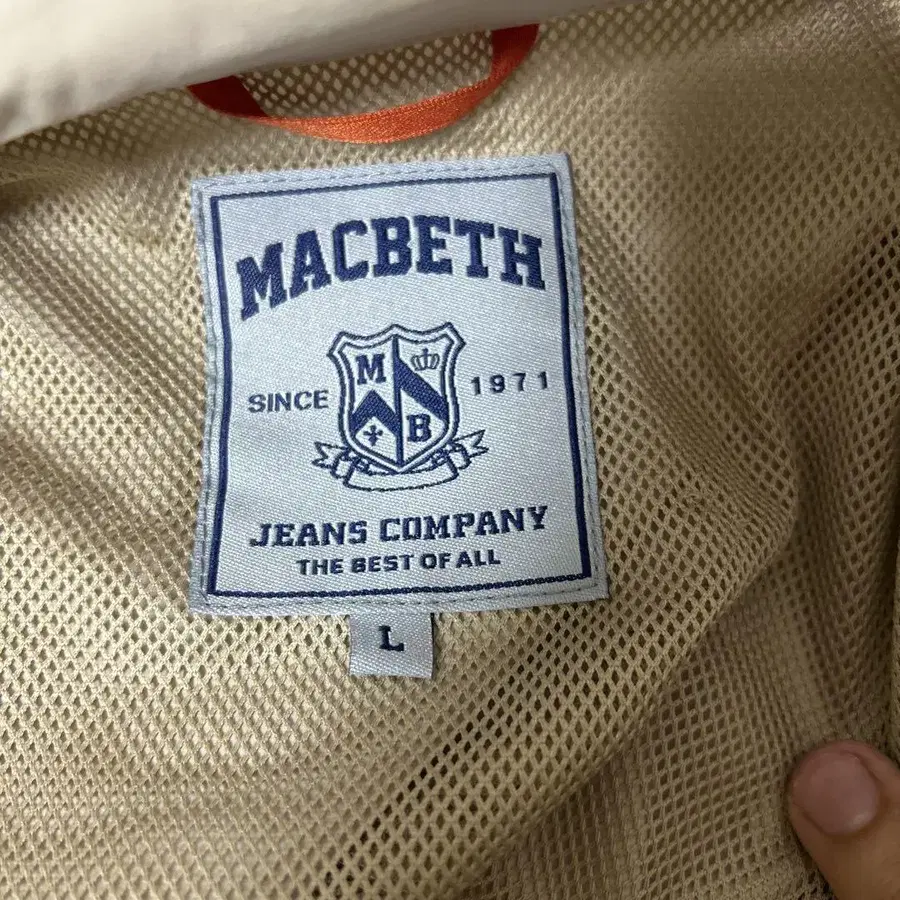 MACBETH
SINCE 1971
M
B
JEANS COMPANY
THE BEST OF ALL
L